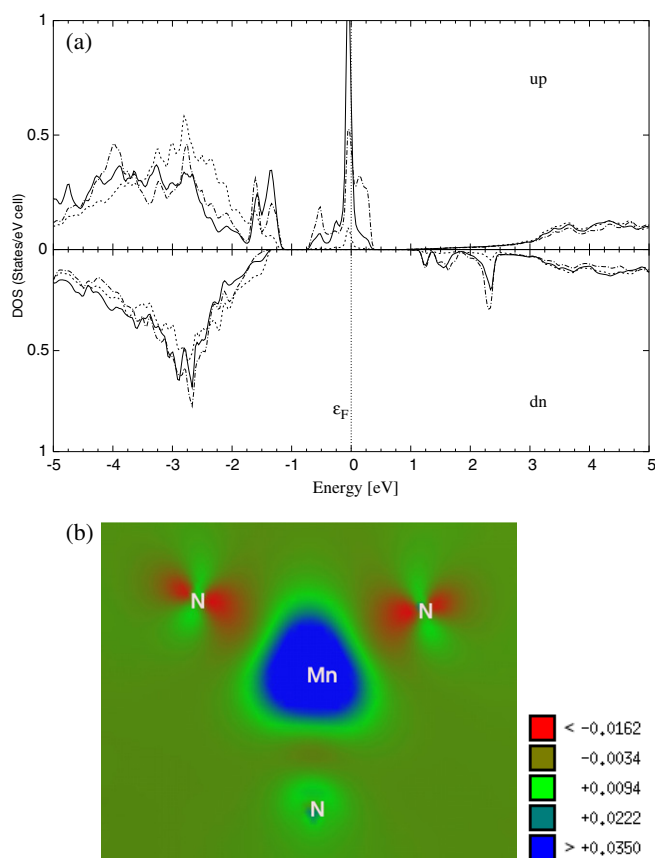 (a)
1
up
0.5
0
DOS (States/eV cell)
0.5
εF
dn
1
-5 -4 -3 -2 -1 0 1 2 3 4 5
Energy [eV]
(b)
N
N
Mn
N
< -0.0162
-0.0034
+0.0094
+0.0222
> +0.0350